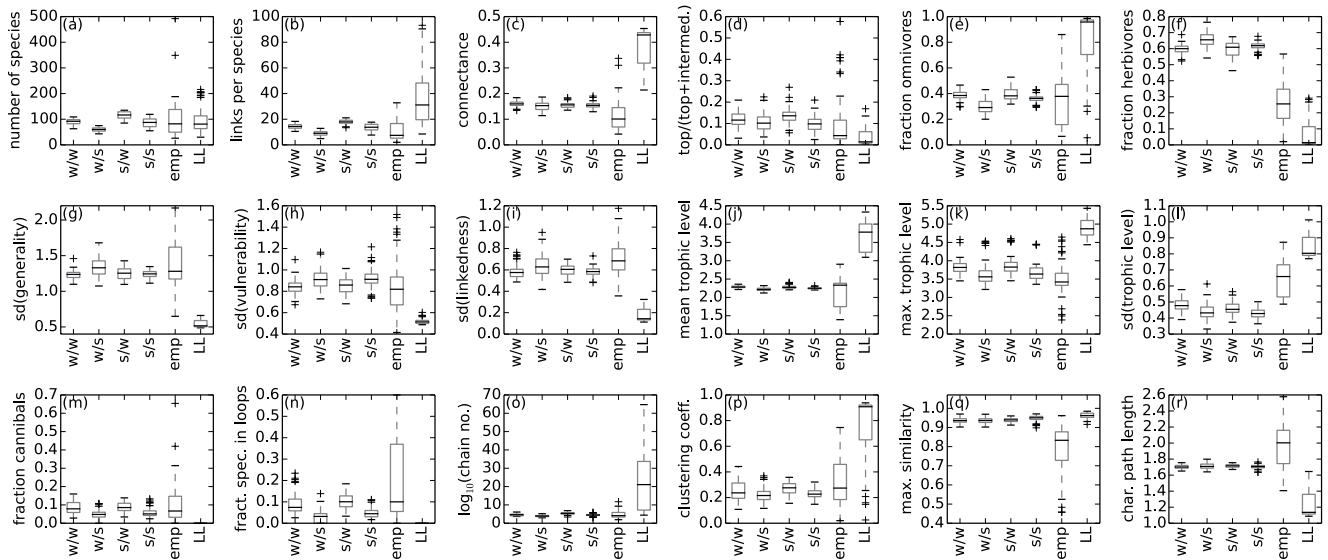 (a)
number of species
500
400
300
200
100
0
w/w w/s s/w s/s emp LL
(b)
links per species
100
80
60
40
20
0
w/w w/s s/w s/s emp LL
(c)
connectance
0.5
0.4
0.3
0.2
0.1
0.0
w/w w/s s/w s/s emp LL
(d)
top/(top+intermed.)
0.6
0.5
0.4
0.3
0.2
0.1
0.0
w/w w/s s/w s/s emp LL
(e)
fraction omnivores
1.0
0.8
0.6
0.4
0.2
0.0
w/w w/s s/w s/s emp LL
(f)
fraction herbivores
0.8
0.7
0.6
0.5
0.4
0.3
0.2
0.1
0.0
w/w w/s s/w s/s emp LL
(g)
sd(generality)
2.0
1.5
1.0
0.5
w/w w/s s/w s/s emp LL
(h)
sd(vulnerability)
1.6
1.4
1.2
1.0
0.8
0.6
0.4
w/w w/s s/w s/s emp LL
(i)
sd(linkedness)
1.2
1.0
0.8
0.6
0.4
0.2
0.0
w/w w/s s/w s/s emp LL
(j)
mean trophic level
4.5
4.0
3.5
3.0
2.5
2.0
1.5
1.0
w/w w/s s/w s/s emp LL
(k)
max. trophic level
5.5
5.0
4.5
4.0
3.5
3.0
2.5
2.0
w/w w/s s/w s/s emp LL
(l)
sd(trophic level)
1.1
1.0
0.9
0.8
0.7
0.6
0.5
0.4
0.3
w/w w/s s/w s/s emp LL
(m)
fraction cannibals
0.7
0.6
0.5
0.4
0.3
0.2
0.1
0.0
w/w w/s s/w s/s emp LL
(n)
fract. spec. in loops
0.6
0.5
0.4
0.3
0.2
0.1
0.0
w/w w/s s/w s/s emp LL
(o)
log₁₀(chain no.)
70
60
50
40
30
20
10
0
w/w w/s s/w s/s emp LL
(p)
clustering coeff.
1.0
0.8
0.6
0.4
0.2
0.0
w/w w/s s/w s/s emp LL
(q)
max. similarity
1.0
0.9
0.8
0.7
0.6
0.5
0.4
w/w w/s s/w s/s emp LL
(r)
char. path length
2.6
2.4
2.2
2.0
1.8
1.6
1.4
1.2
1.0
w/w w/s s/w s/s emp LL